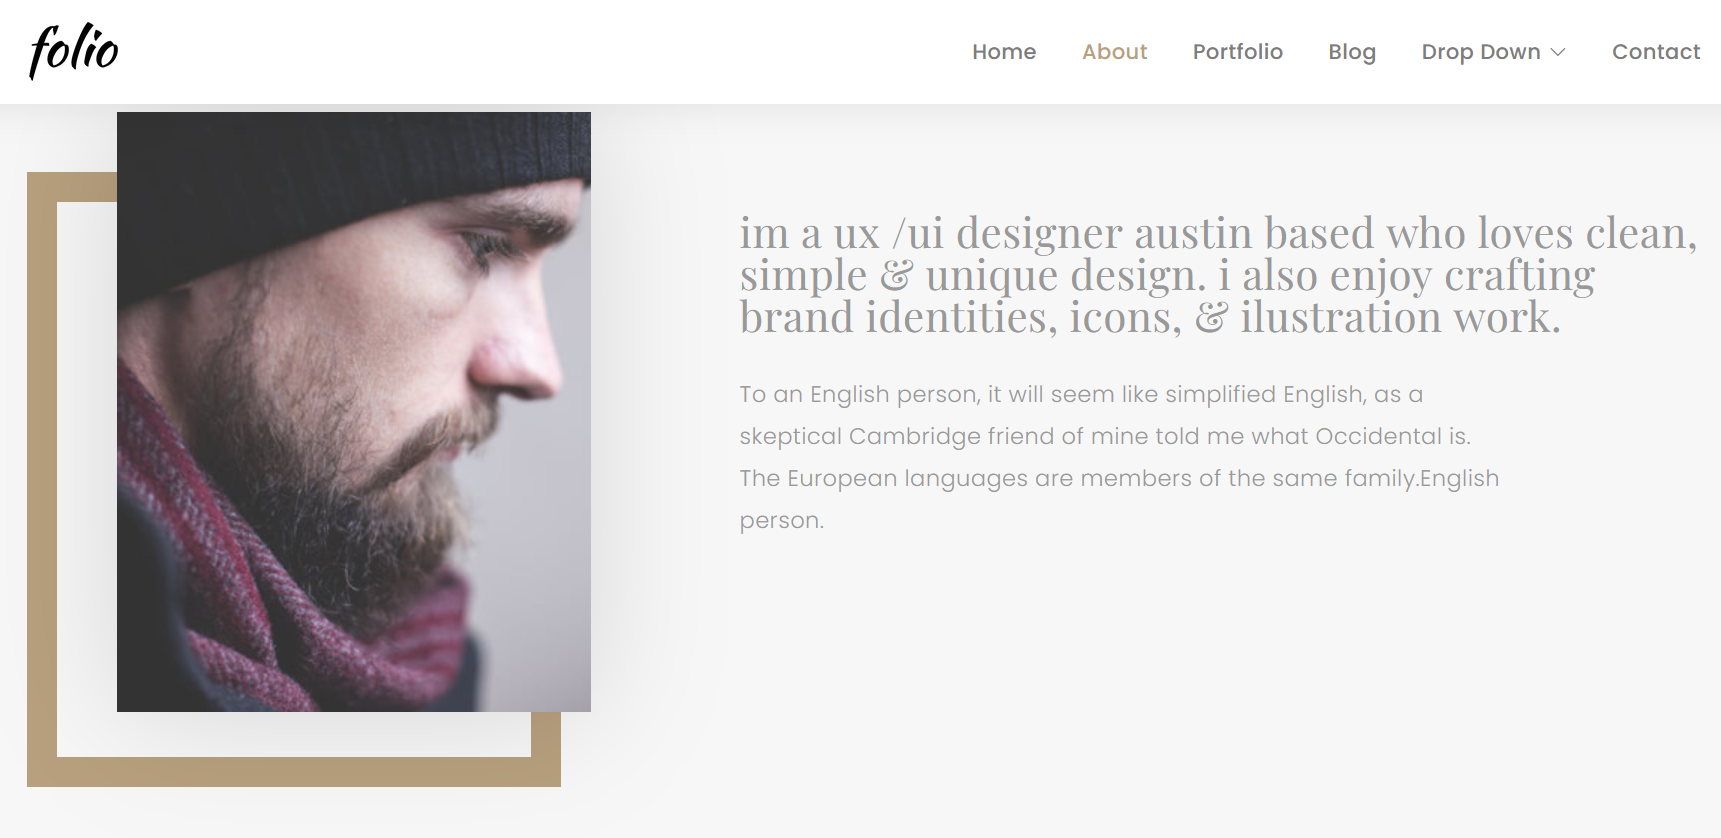 folio
Home About Portfolio Blog Drop Down Contact
im a ux /ui designer austin based who loves clean,
simple & unique design. i also enjoy crafting
brand identities, icons, & ilustration work.
To an English person, it will seem like simplified English, as a
skeptical Cambridge friend of mine told me what Occidental is.
The European languages are members of the same family.English
person.